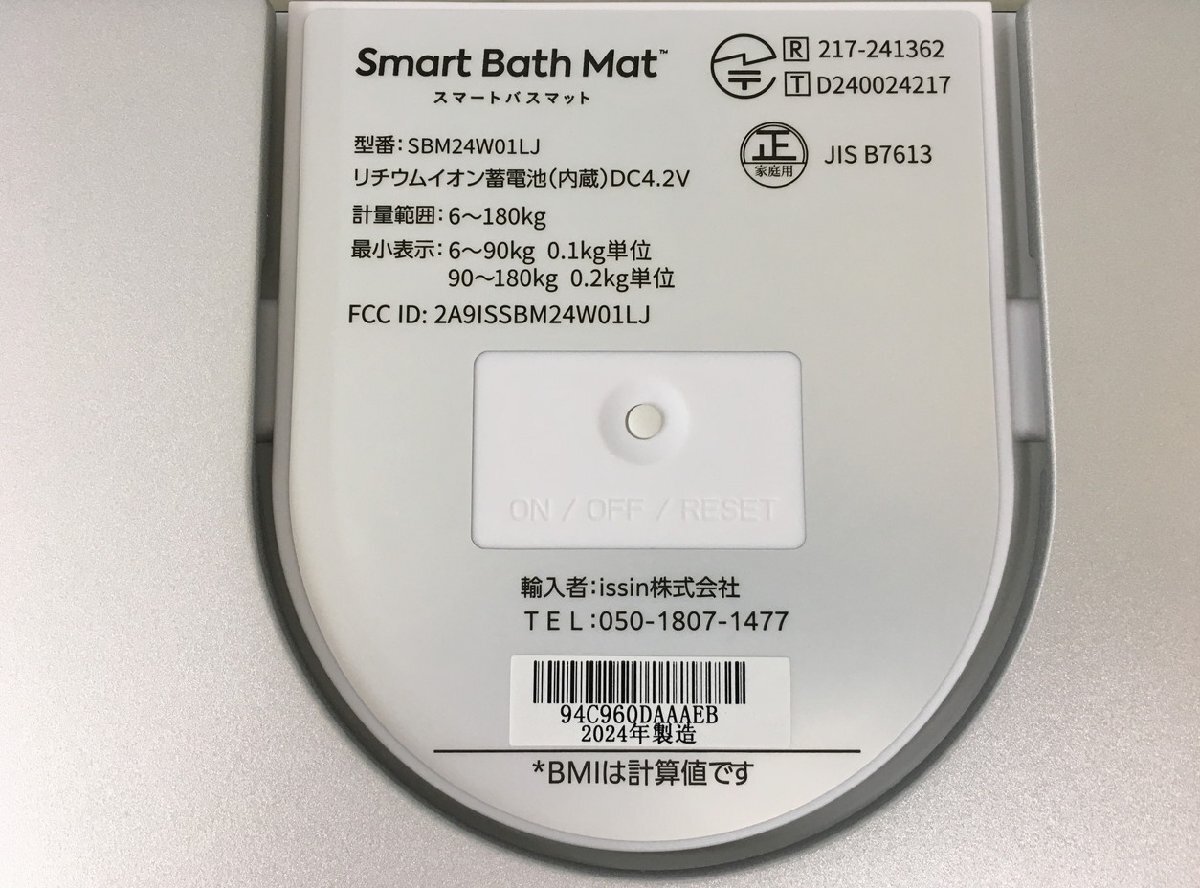 Smart Bath Mat™
スマートバスマット
R 217-241362
T D240024217
型番：SBM24W01LJ
正 家庭用 JIS B7613
リチウムイオン蓄電池（内蔵）DC4.2V
計量範囲：6～180kg
最小表示：6～90kg 0.1kg単位
90～180kg 0.2kg単位
FCC ID: 2A9ISSBM24W01LJ
ON / OFF / RESET
輸入者：issin株式会社
TEL：050-1807-1477
94C960DAAAEB
2024年製造
*BMIは計算値です